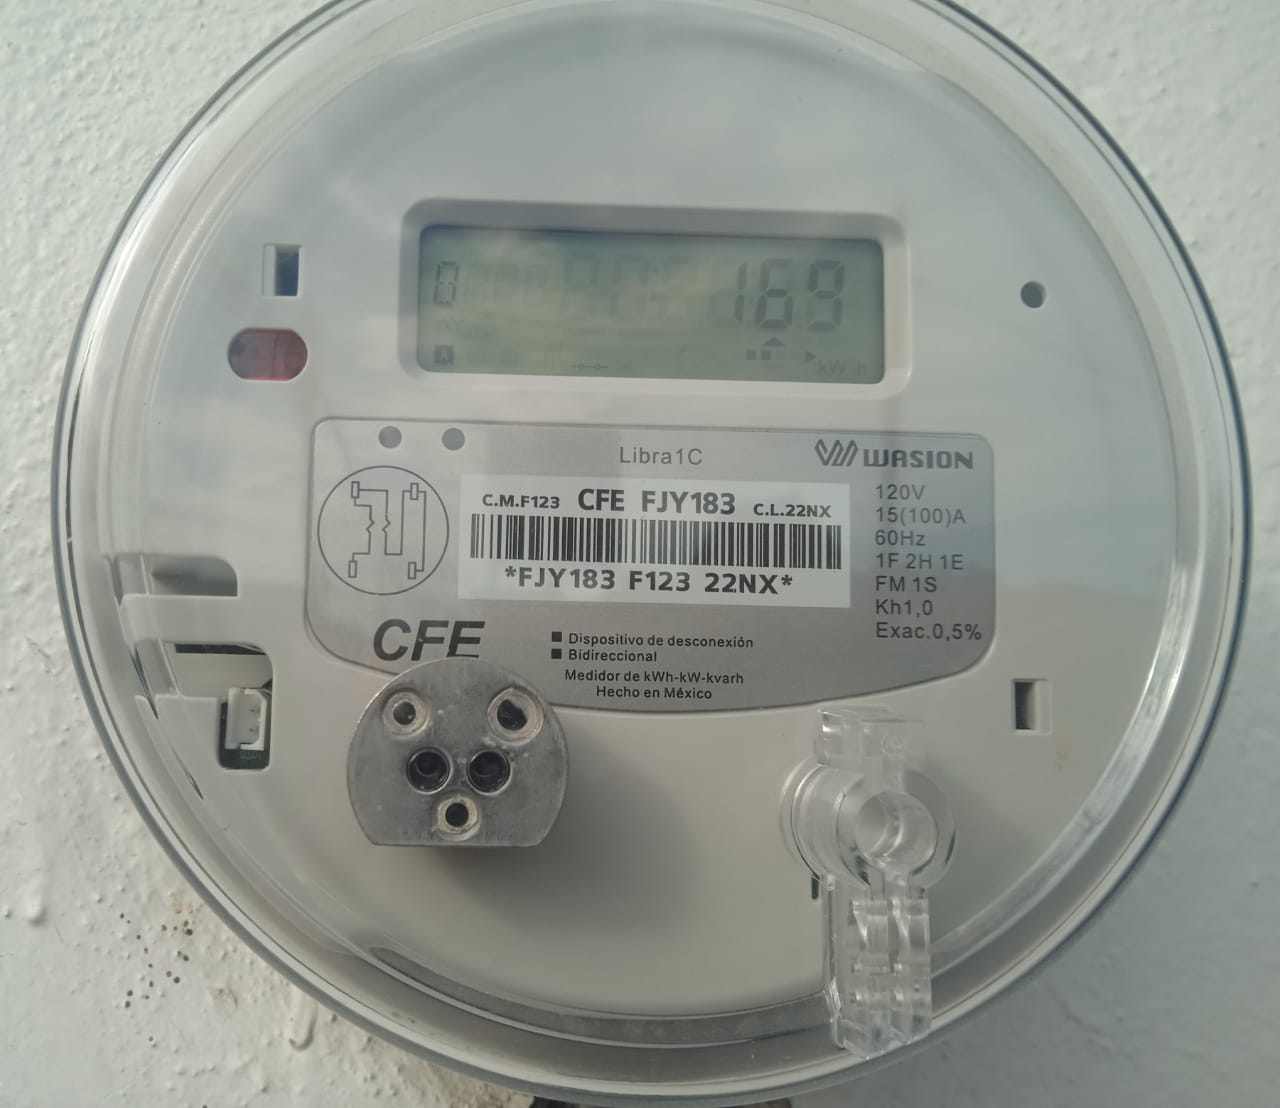 169
kW h
Libra1C
WASION
C.M.F123 CFE FJY183 C.L.22NX
*FJY183 F123 22NX*
120V
15(100)A
60Hz
1F 2H 1E
FM 1S
Kh1,0
Exac.0,5%
CFE
Dispositivo de desconexión
Bidireccional
Medidor de kWh-kW-kvarh
Hecho en México